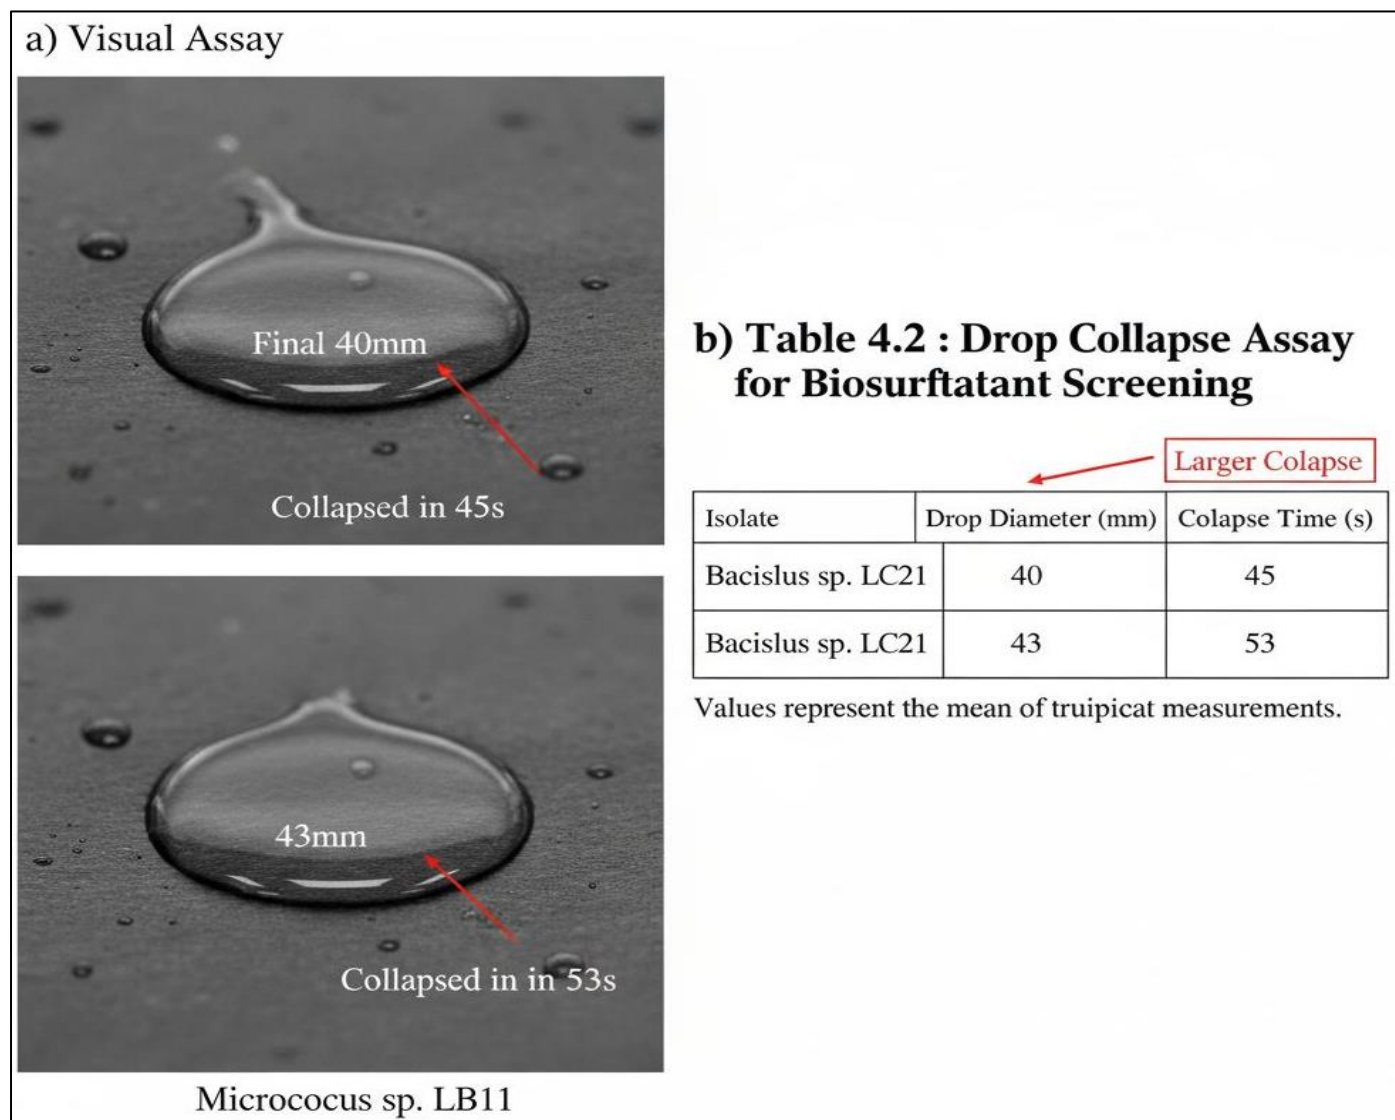 a) Visual Assay
Final 40mm
Collapsed in 45s
43mm
Collapsed in in 53s
Micrococus sp. LB11
b) Table 4.2 : Drop Collapse Assay
for Biosurftatant Screening
Larger Colapse
Isolate Drop Diameter (mm) Colapse Time (s)
Bacislus sp. LC21 40 45
Bacislus sp. LC21 43 53
Values represent the mean of truipicat measurements.